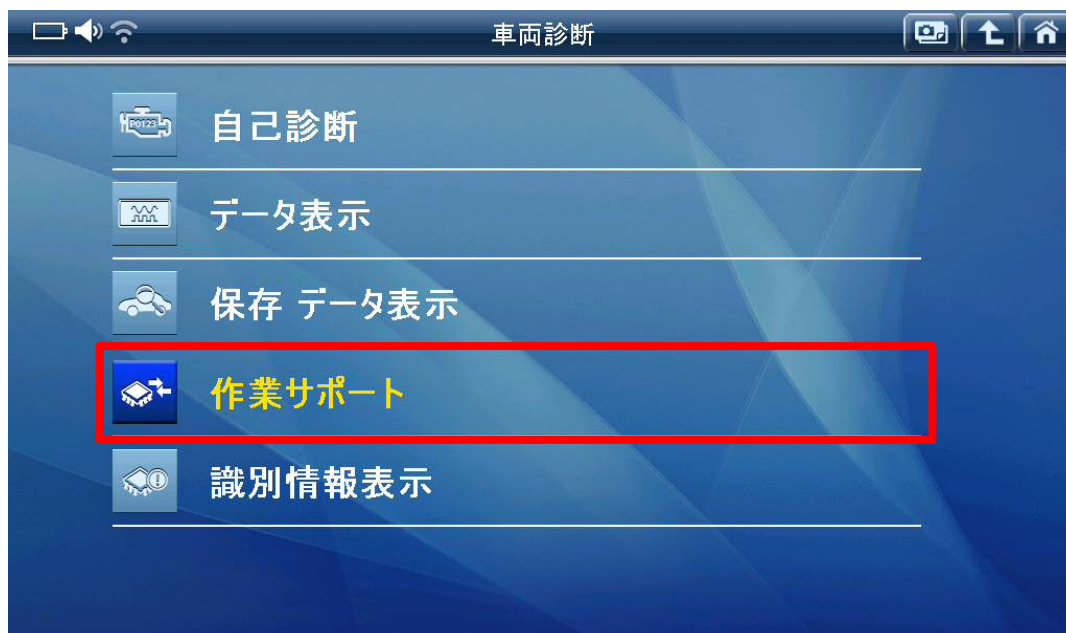 車両診断
P0123
自己診断
データ表示
保存 データ表示
作業サポート
識別情報表示